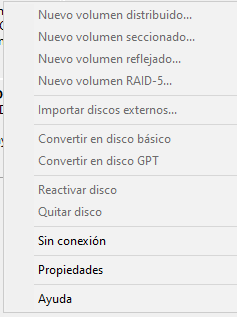 Nuevo volumen distribuido...
Nuevo volumen seccionado...
Nuevo volumen reflejado...
Nuevo volumen RAID-5...
Importar discos externos...
Convertir en disco básico
Convertir en disco GPT
Reactivar disco
Quitar disco
Sin conexión
Propiedades
Ayuda